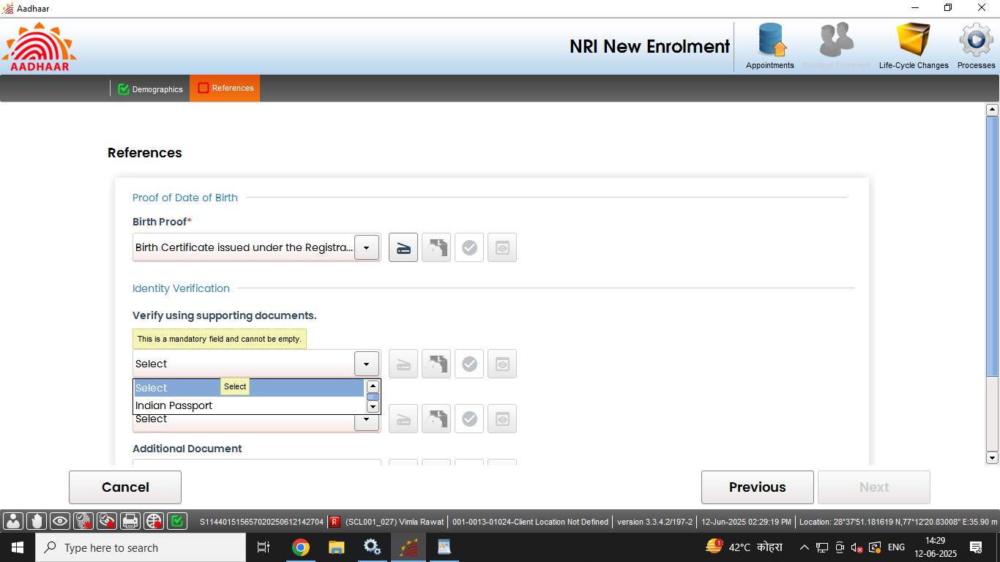 Aadhaar
AADHAAR
NRI New Enrolment
Appointments
Resident Enrolment
Life-Cycle Changes
Processes
Demographics
References
References
Proof of Date of Birth
Birth Proof*
Birth Certificate issued under the Registra...
Identity Verification
Verify using supporting documents.
This is a mandatory field and cannot be empty.
Select
Select
Select
Indian Passport
Select
Additional Document
Cancel
Previous
Next
S114401515657020250612142704 R (SCL001_027) Vimla Rawat 001-0013-01024-Client Location Not Defined version 3.3.4.2/197-2 12-Jun-2025 02:29:19 PM Location: 28°37'51.181619 N,77°12'20.83008" E:35.90 m
Type here to search
1
42°C कोहरा
ENG
14:29
12-06-2025